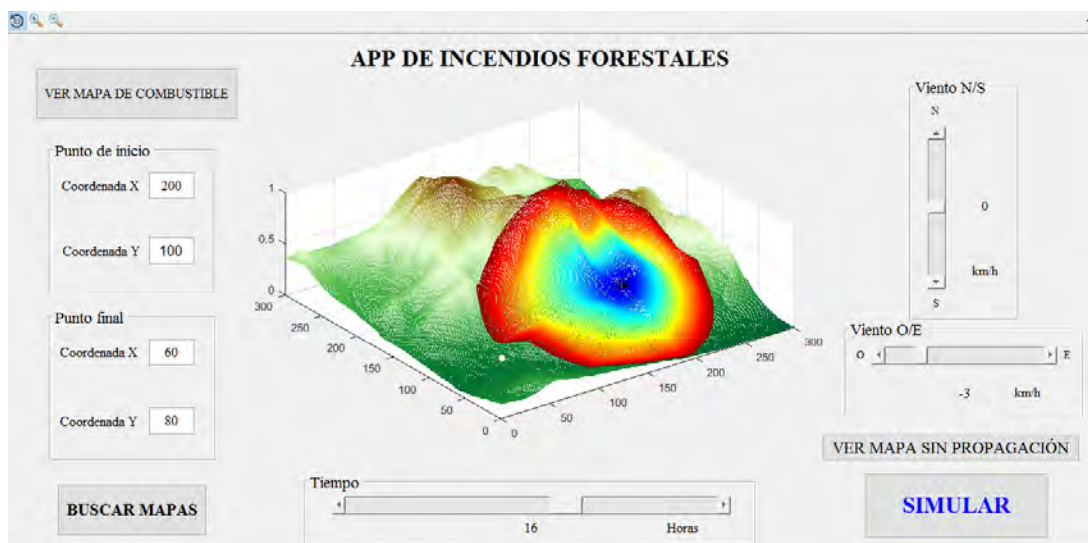 APP DE INCENDIOS FORESTALES
VER MAPA DE COMBUSTIBLE
Punto de inicio
Coordenada X 200
Coordenada Y 100
Punto final
Coordenada X 60
Coordenada Y 80
BUSCAR MAPAS
1
0.5
0
300
250
200
150
100
50
0
0
50
100
150
200
250
300
Tiempo
16 Horas
Viento N/S
N
0
km/h
S
Viento O/E
O E
-3 km/h
VER MAPA SIN PROPAGACIÓN
SIMULAR